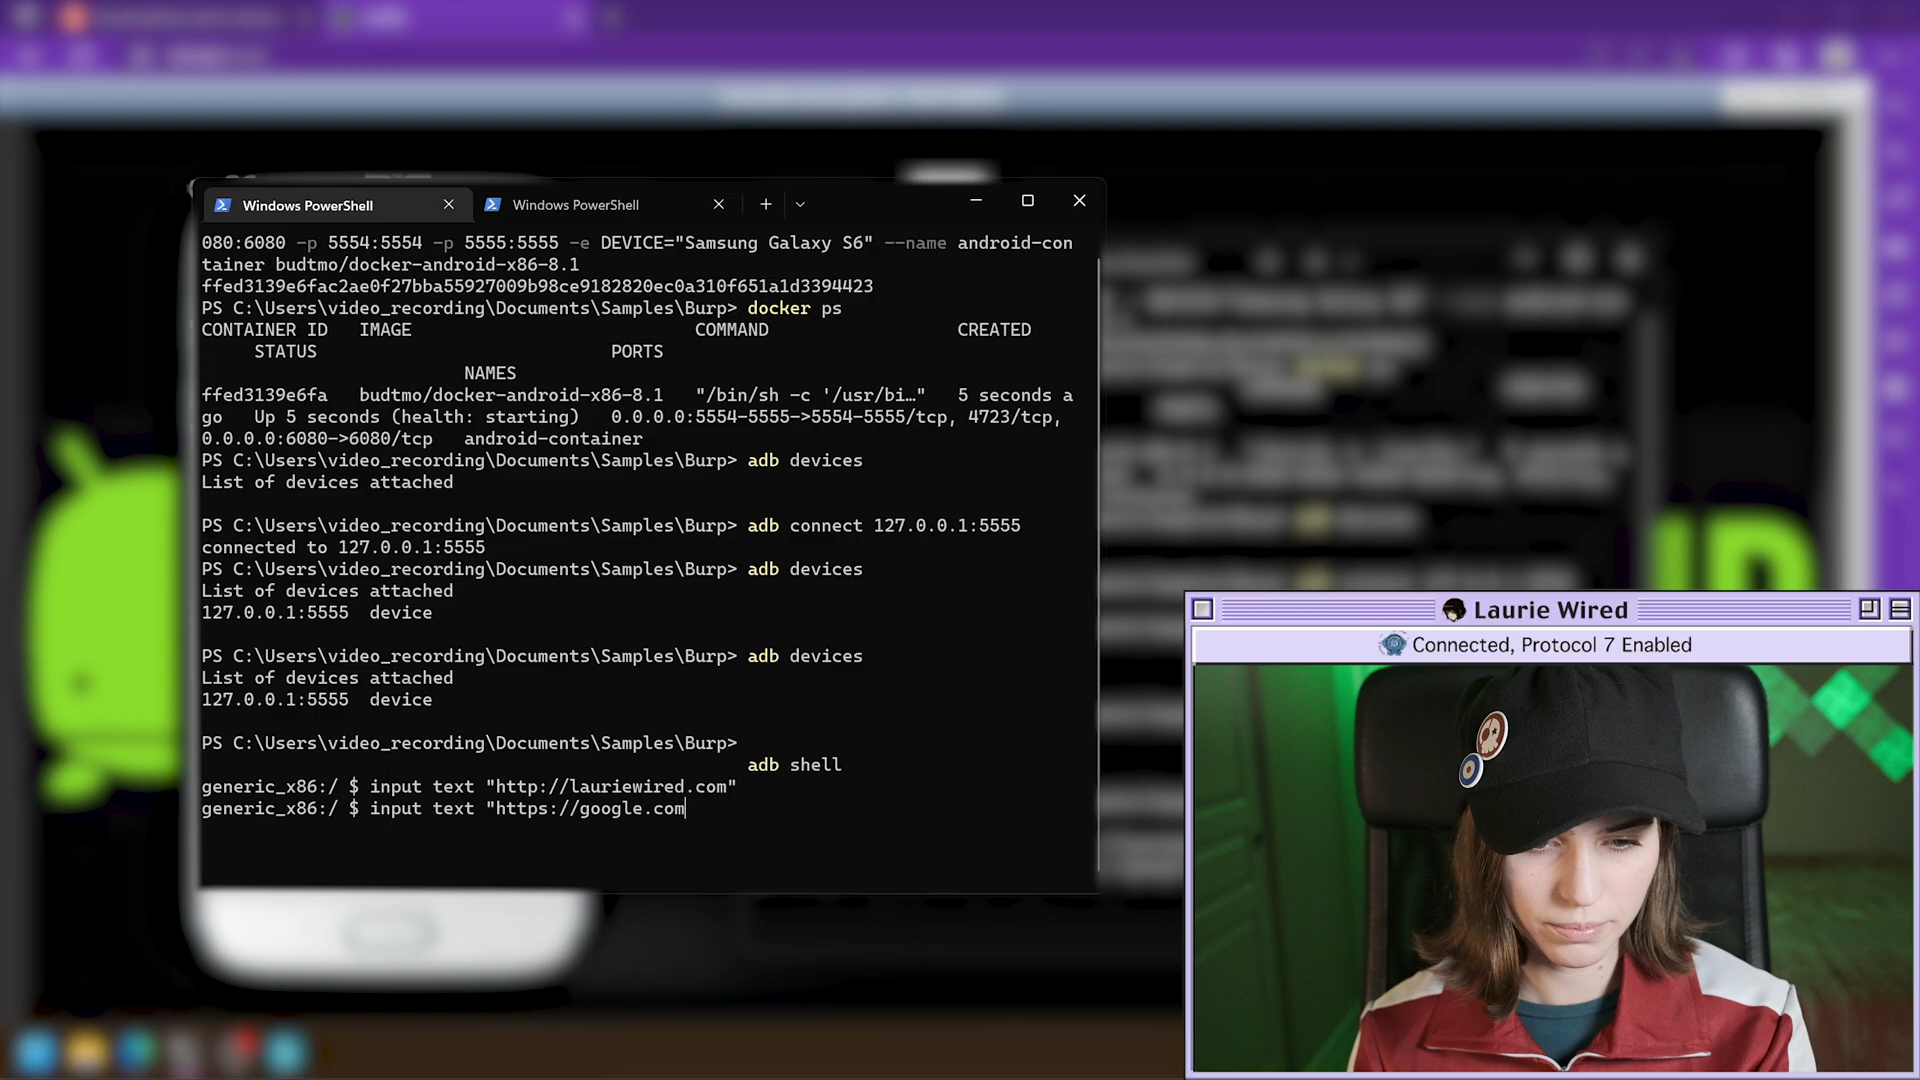 Windows PowerShell
Windows PowerShell
080:6080 -p 5554:5554 -p 5555:5555 -e DEVICE="Samsung Galaxy S6" --name android-con
tainer budtmo/docker-android-x86-8.1
ffed3139e6fac2ae0f27bba55927009b98ce9182820ec0a310f651a1d3394423
PS C:\Users\video_recording\Documents\Samples\Burp> docker ps
CONTAINER ID   IMAGE                           COMMAND                  CREATED
     STATUS                            PORTS
                         NAMES
ffed3139e6fa   budtmo/docker-android-x86-8.1   "/bin/sh -c '/usr/bi…"   5 seconds a
go   Up 5 seconds (health: starting)   0.0.0.0:5554-5555->5554-5555/tcp, 4723/tcp,
0.0.0.0:6080->6080/tcp   android-container
PS C:\Users\video_recording\Documents\Samples\Burp> adb devices
List of devices attached
PS C:\Users\video_recording\Documents\Samples\Burp> adb connect 127.0.0.1:5555
connected to 127.0.0.1:5555
PS C:\Users\video_recording\Documents\Samples\Burp> adb devices
List of devices attached
127.0.0.1:5555  device
PS C:\Users\video_recording\Documents\Samples\Burp> adb devices
List of devices attached
127.0.0.1:5555  device
PS C:\Users\video_recording\Documents\Samples\Burp>
adb shell
generic_x86:/ $ input text "http://lauriewired.com"
generic_x86:/ $ input text "https://google.com
Laurie Wired
Connected, Protocol 7 Enabled